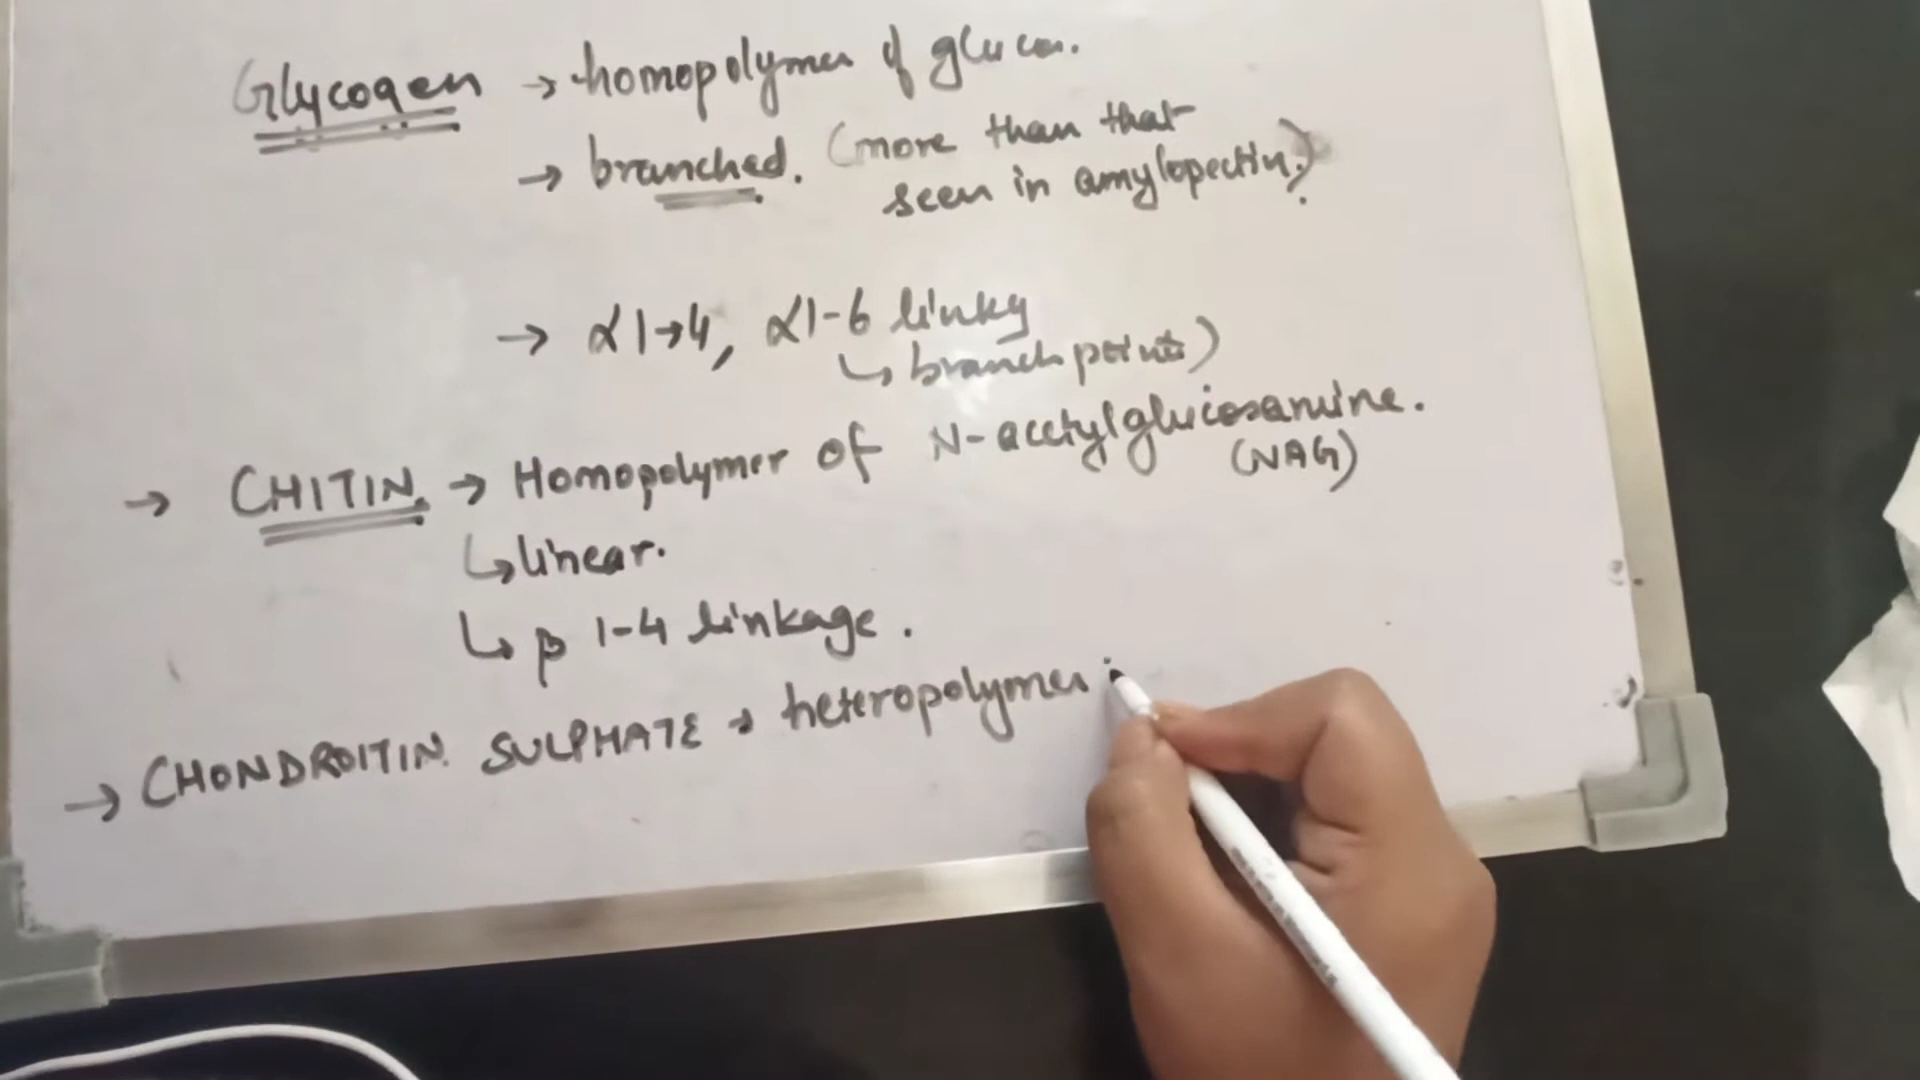 Glycogen → homopolymer of glucose.
→ branched. (more than that
seen in amylopectin.)
→ α1→4, α1-6 linkg
↳ branch points)
→ CHITIN. → Homopolymer of N-acetylglucosamine.
(NAG)
↳ linear.
↳ β 1-4 linkage.
→ CHONDROITIN SULPHATE → heteropolymer